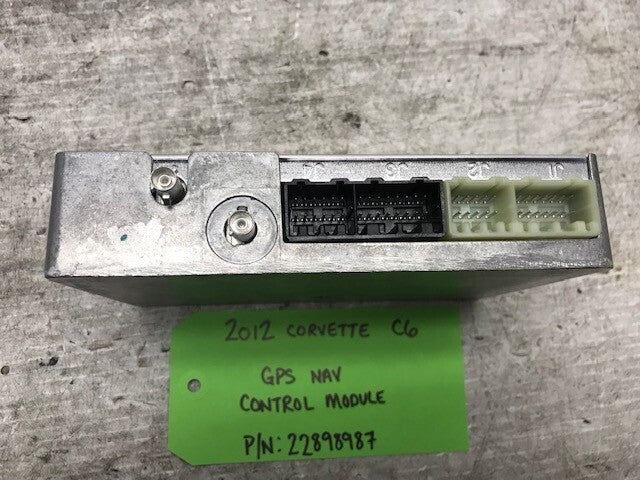 2012 CORVETTE C6
GPS NAV
CONTROL MODULE
P/N: 22898987